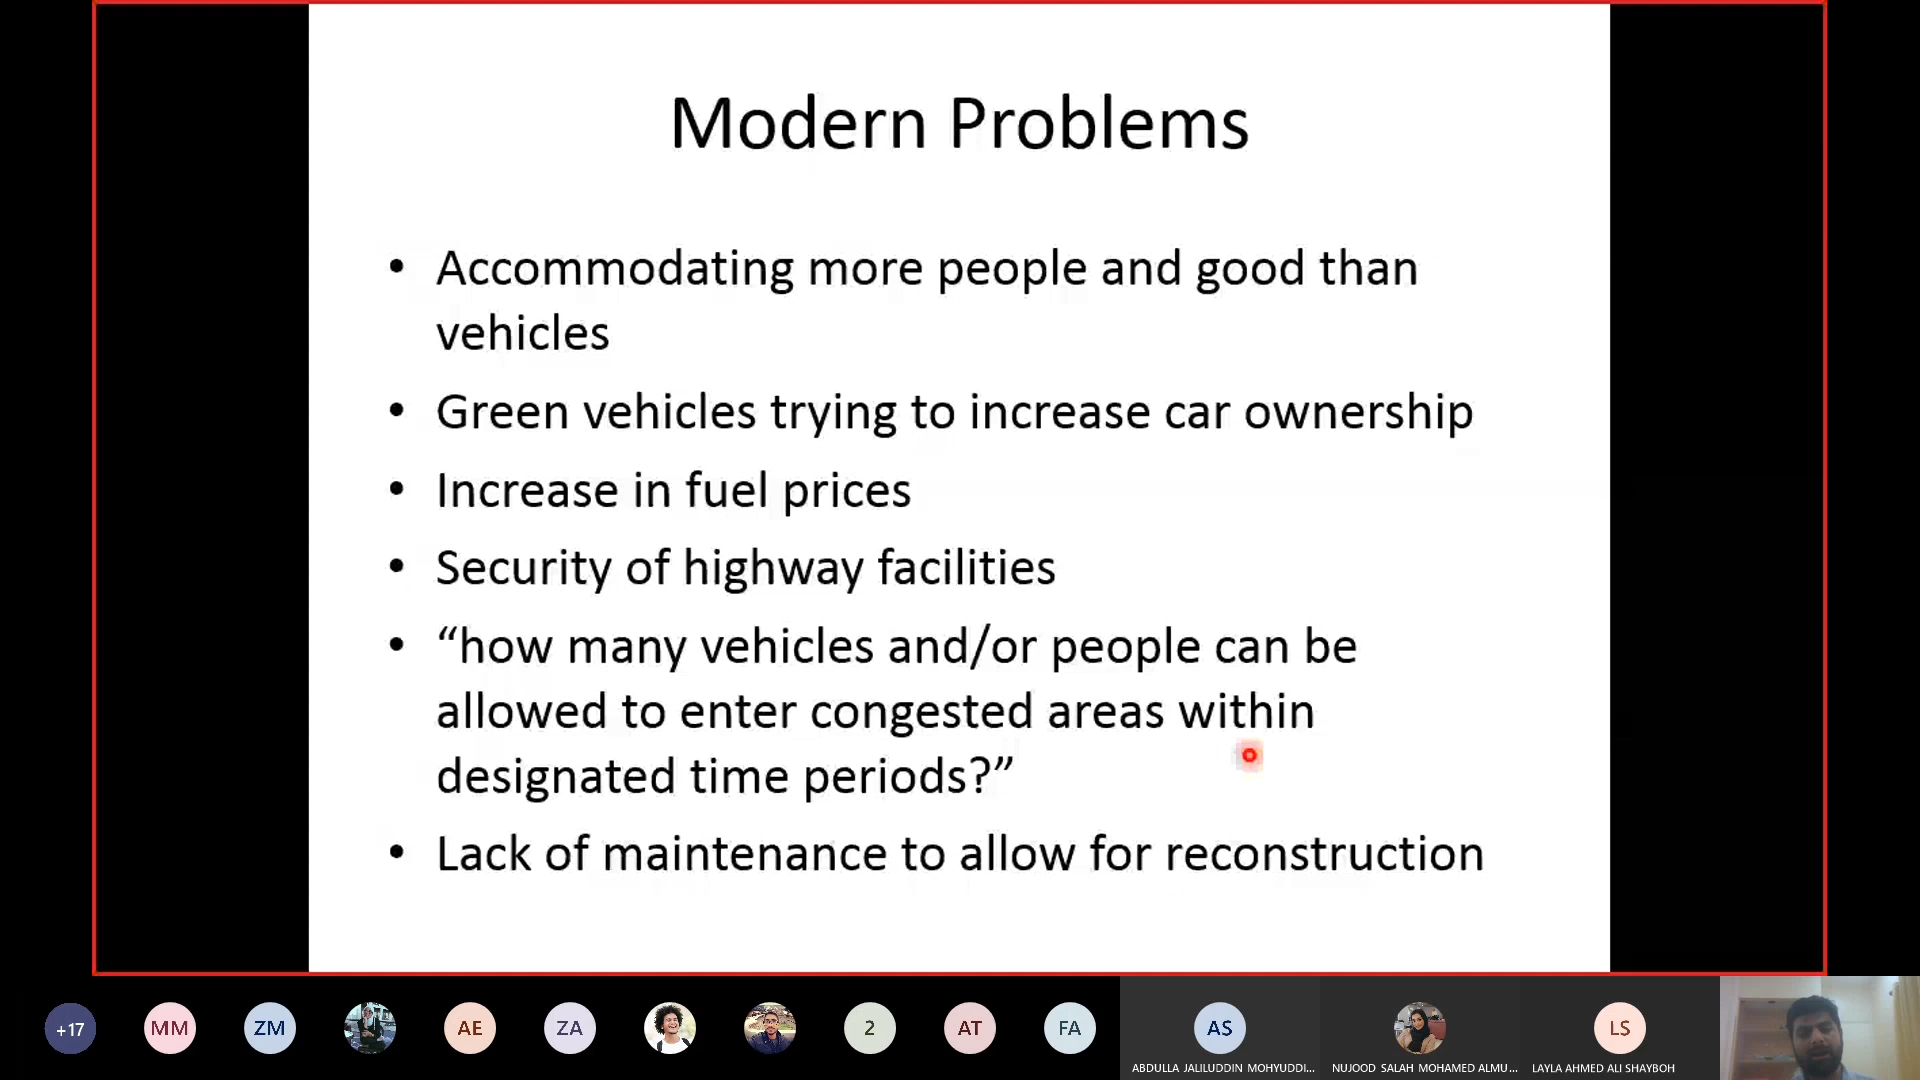 Modern Problems
• Accommodating more people and good than
vehicles
• Green vehicles trying to increase car ownership
• Increase in fuel prices
• Security of highway facilities
• “how many vehicles and/or people can be
allowed to enter congested areas within
designated time periods?”
• Lack of maintenance to allow for reconstruction
+17
MM
ZM
AE
ZA
2
AT
FA
AS
LS
ABDULLA JALILUDDIN MOHYUDDI...
NUJOOD SALAH MOHAMED ALMU...
LAYLA AHMED ALI SHAYBOH